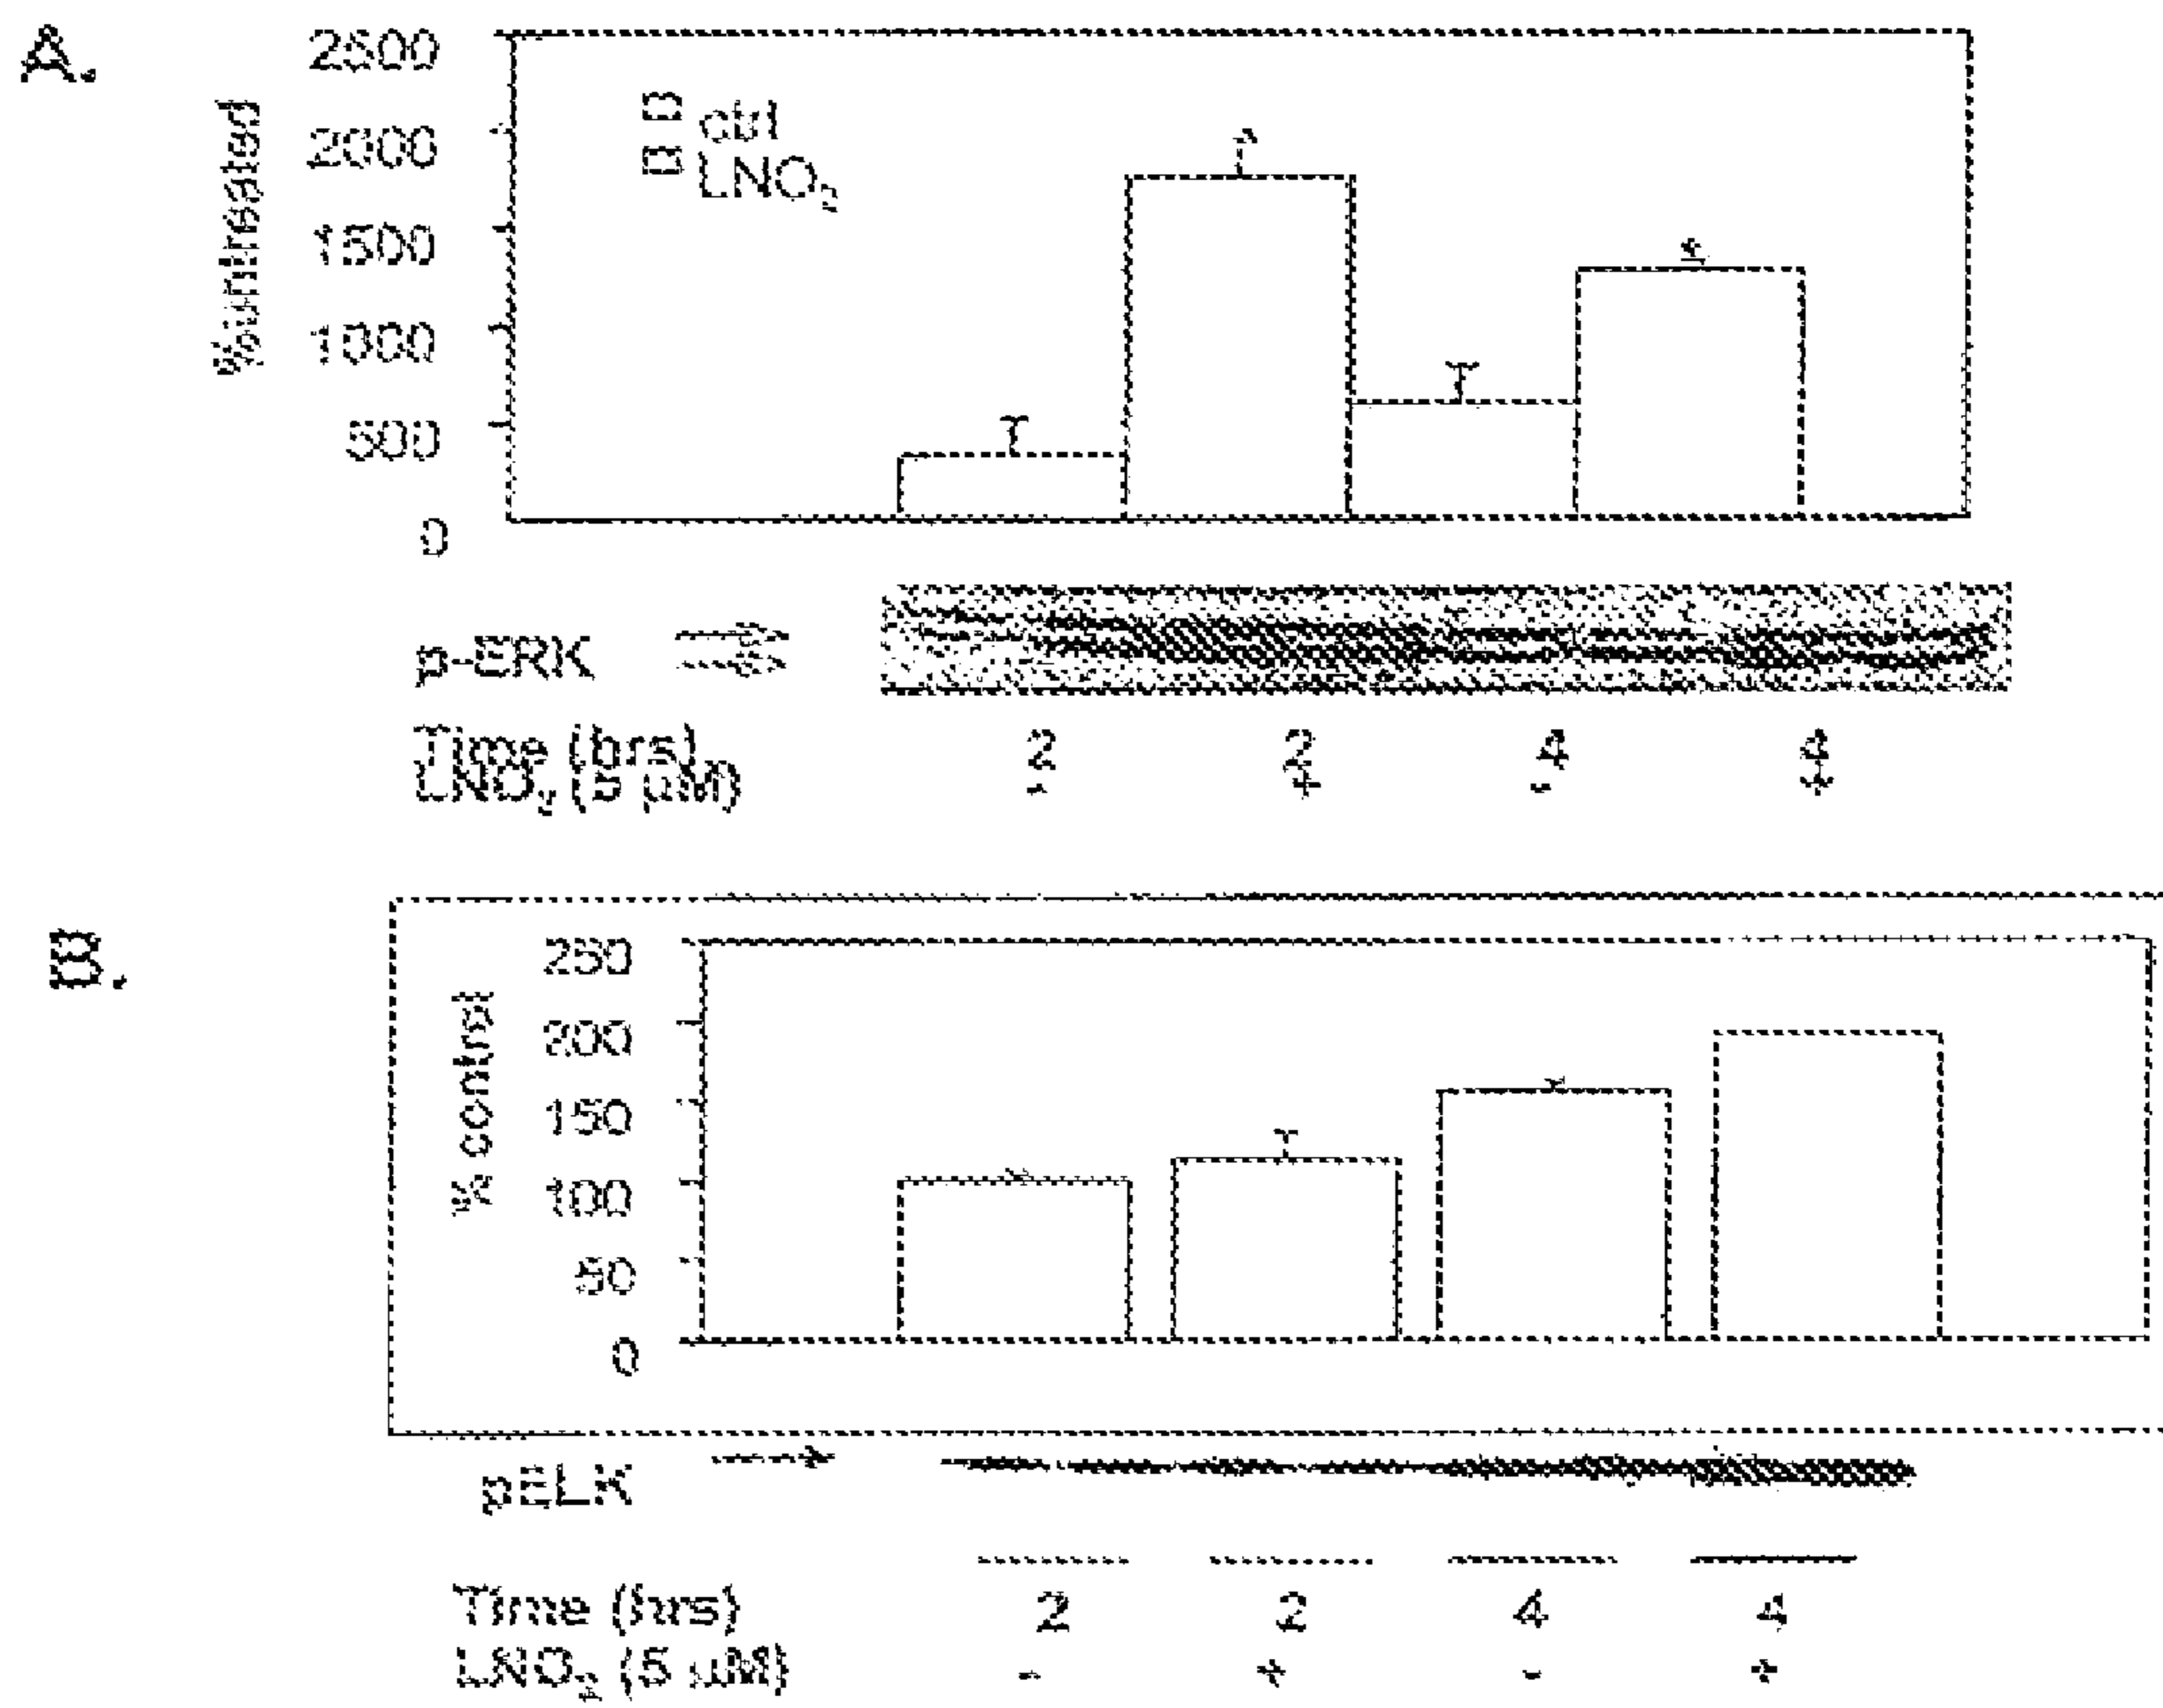 A.
%untreated
2500
2000
1500
1000
500
0
ctrl
LNO₂
p-ERK
Time (hrs) 2 2 4 4
LNO₂ (5 µM) - + - +
B.
% control
250
200
150
100
50
0
pELK
Time (hrs) 2 2 4 4
LNO₂ (5 µM) - + - +